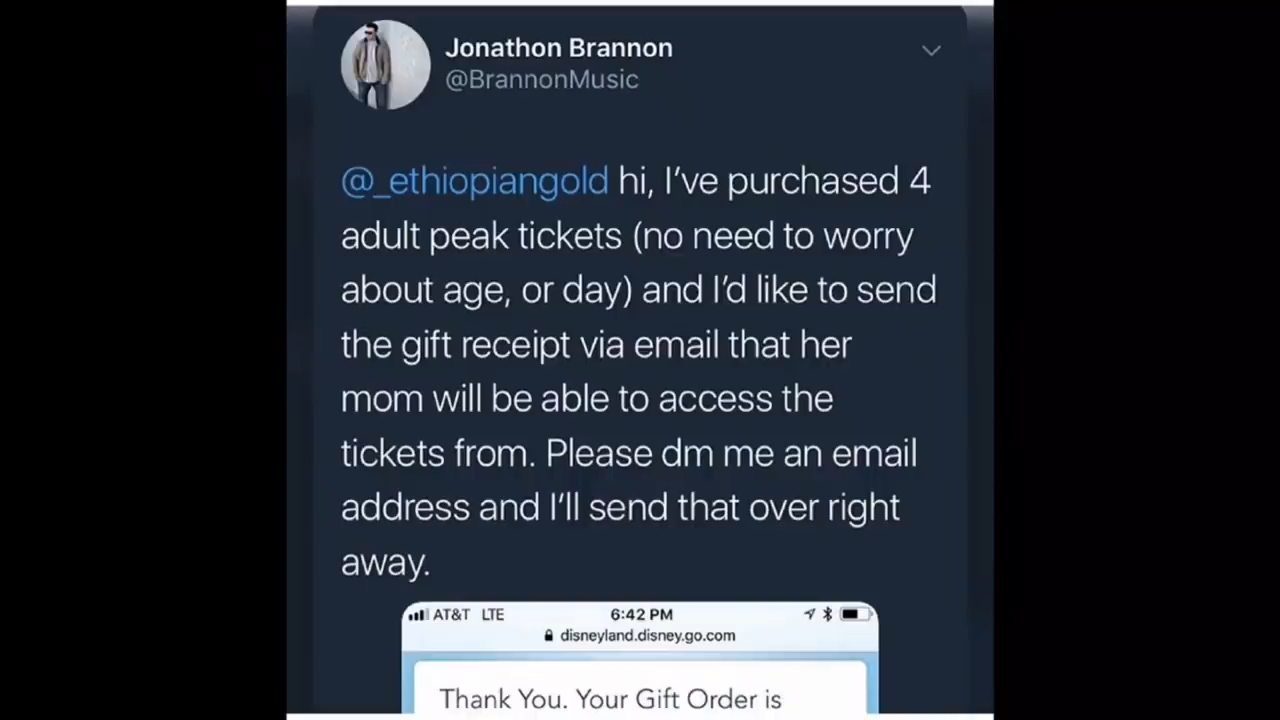 Jonathon Brannon
@BrannonMusic
@_ethiopiangold hi, I've purchased 4
adult peak tickets (no need to worry
about age, or day) and I'd like to send
the gift receipt via email that her
mom will be able to access the
tickets from. Please dm me an email
address and I'll send that over right
away.
AT&T LTE 6:42 PM
disneyland.disney.go.com
Thank You. Your Gift Order is